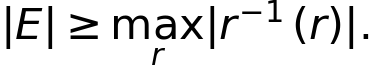 |E| ≥ max_r |r⁻¹ (r)|.